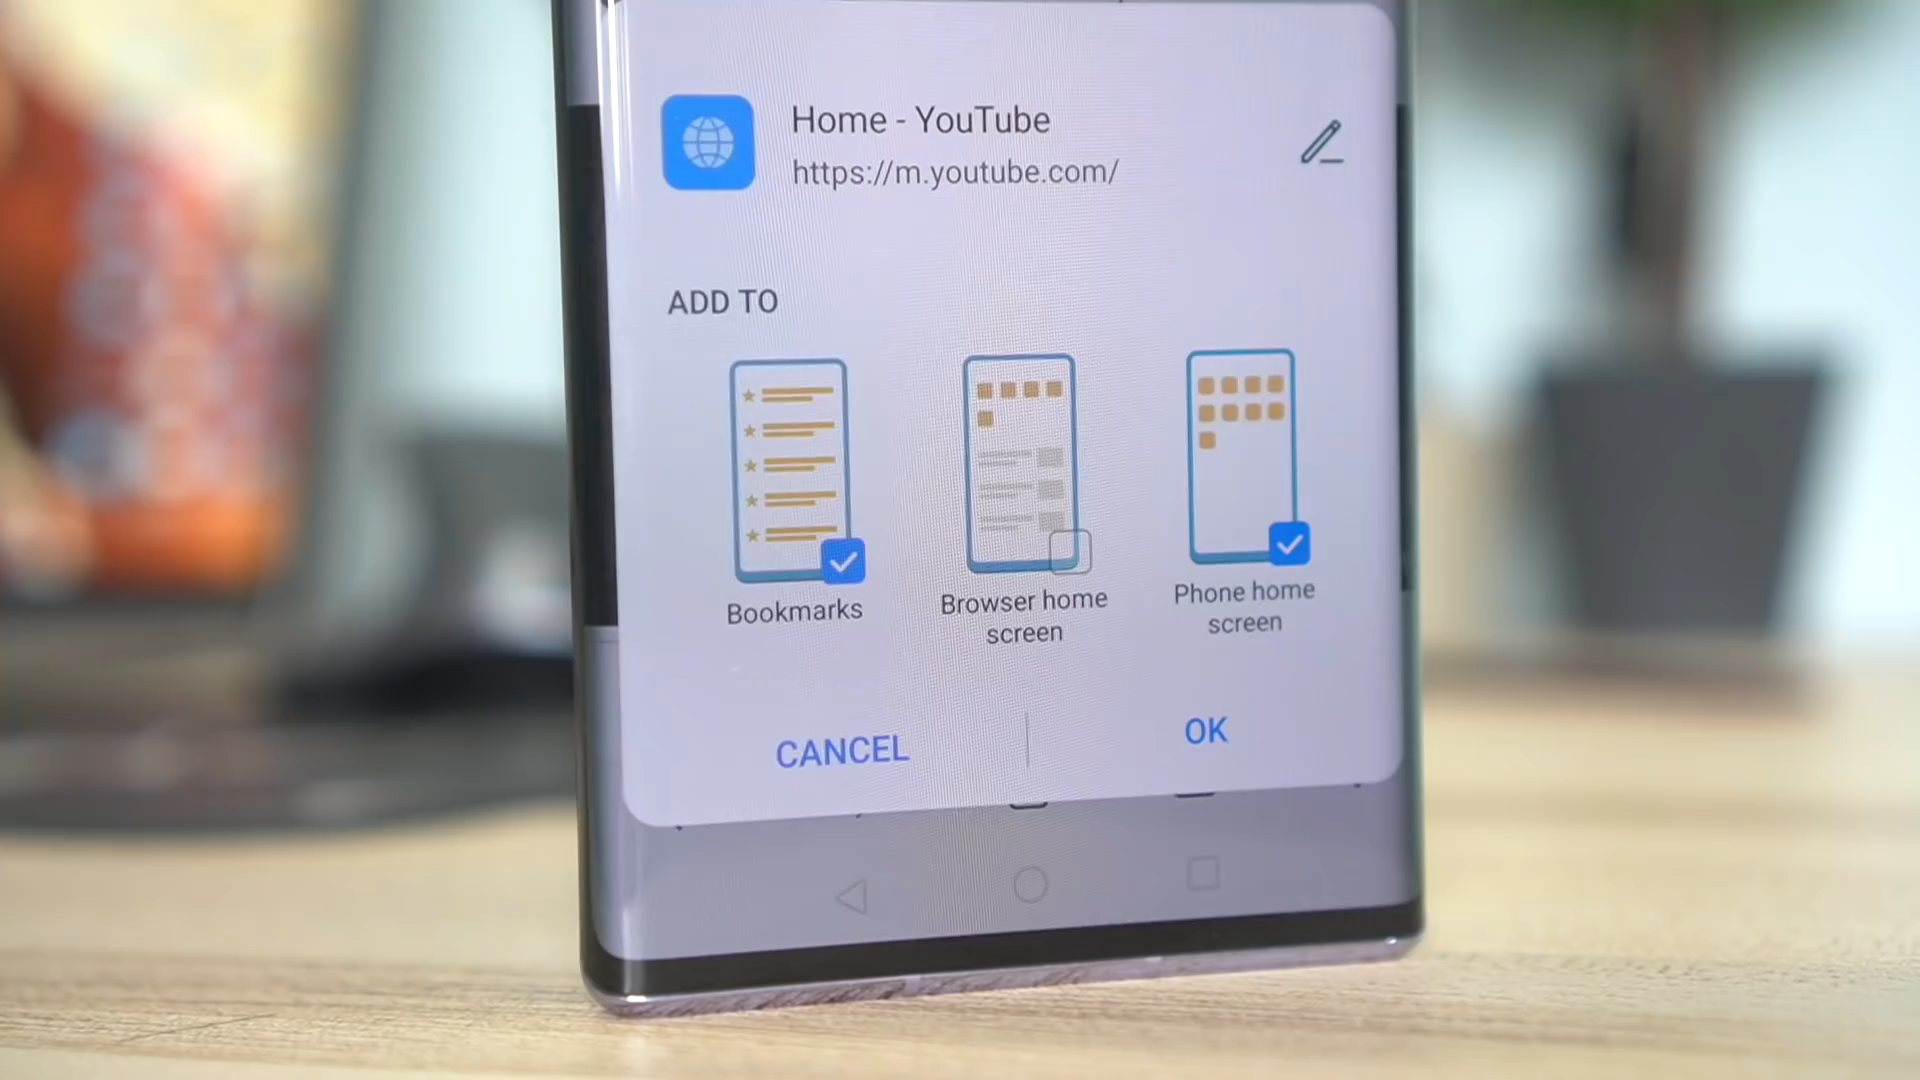 Home - YouTube
https://m.youtube.com/
ADD TO
Bookmarks
Browser home
screen
Phone home
screen
CANCEL
OK